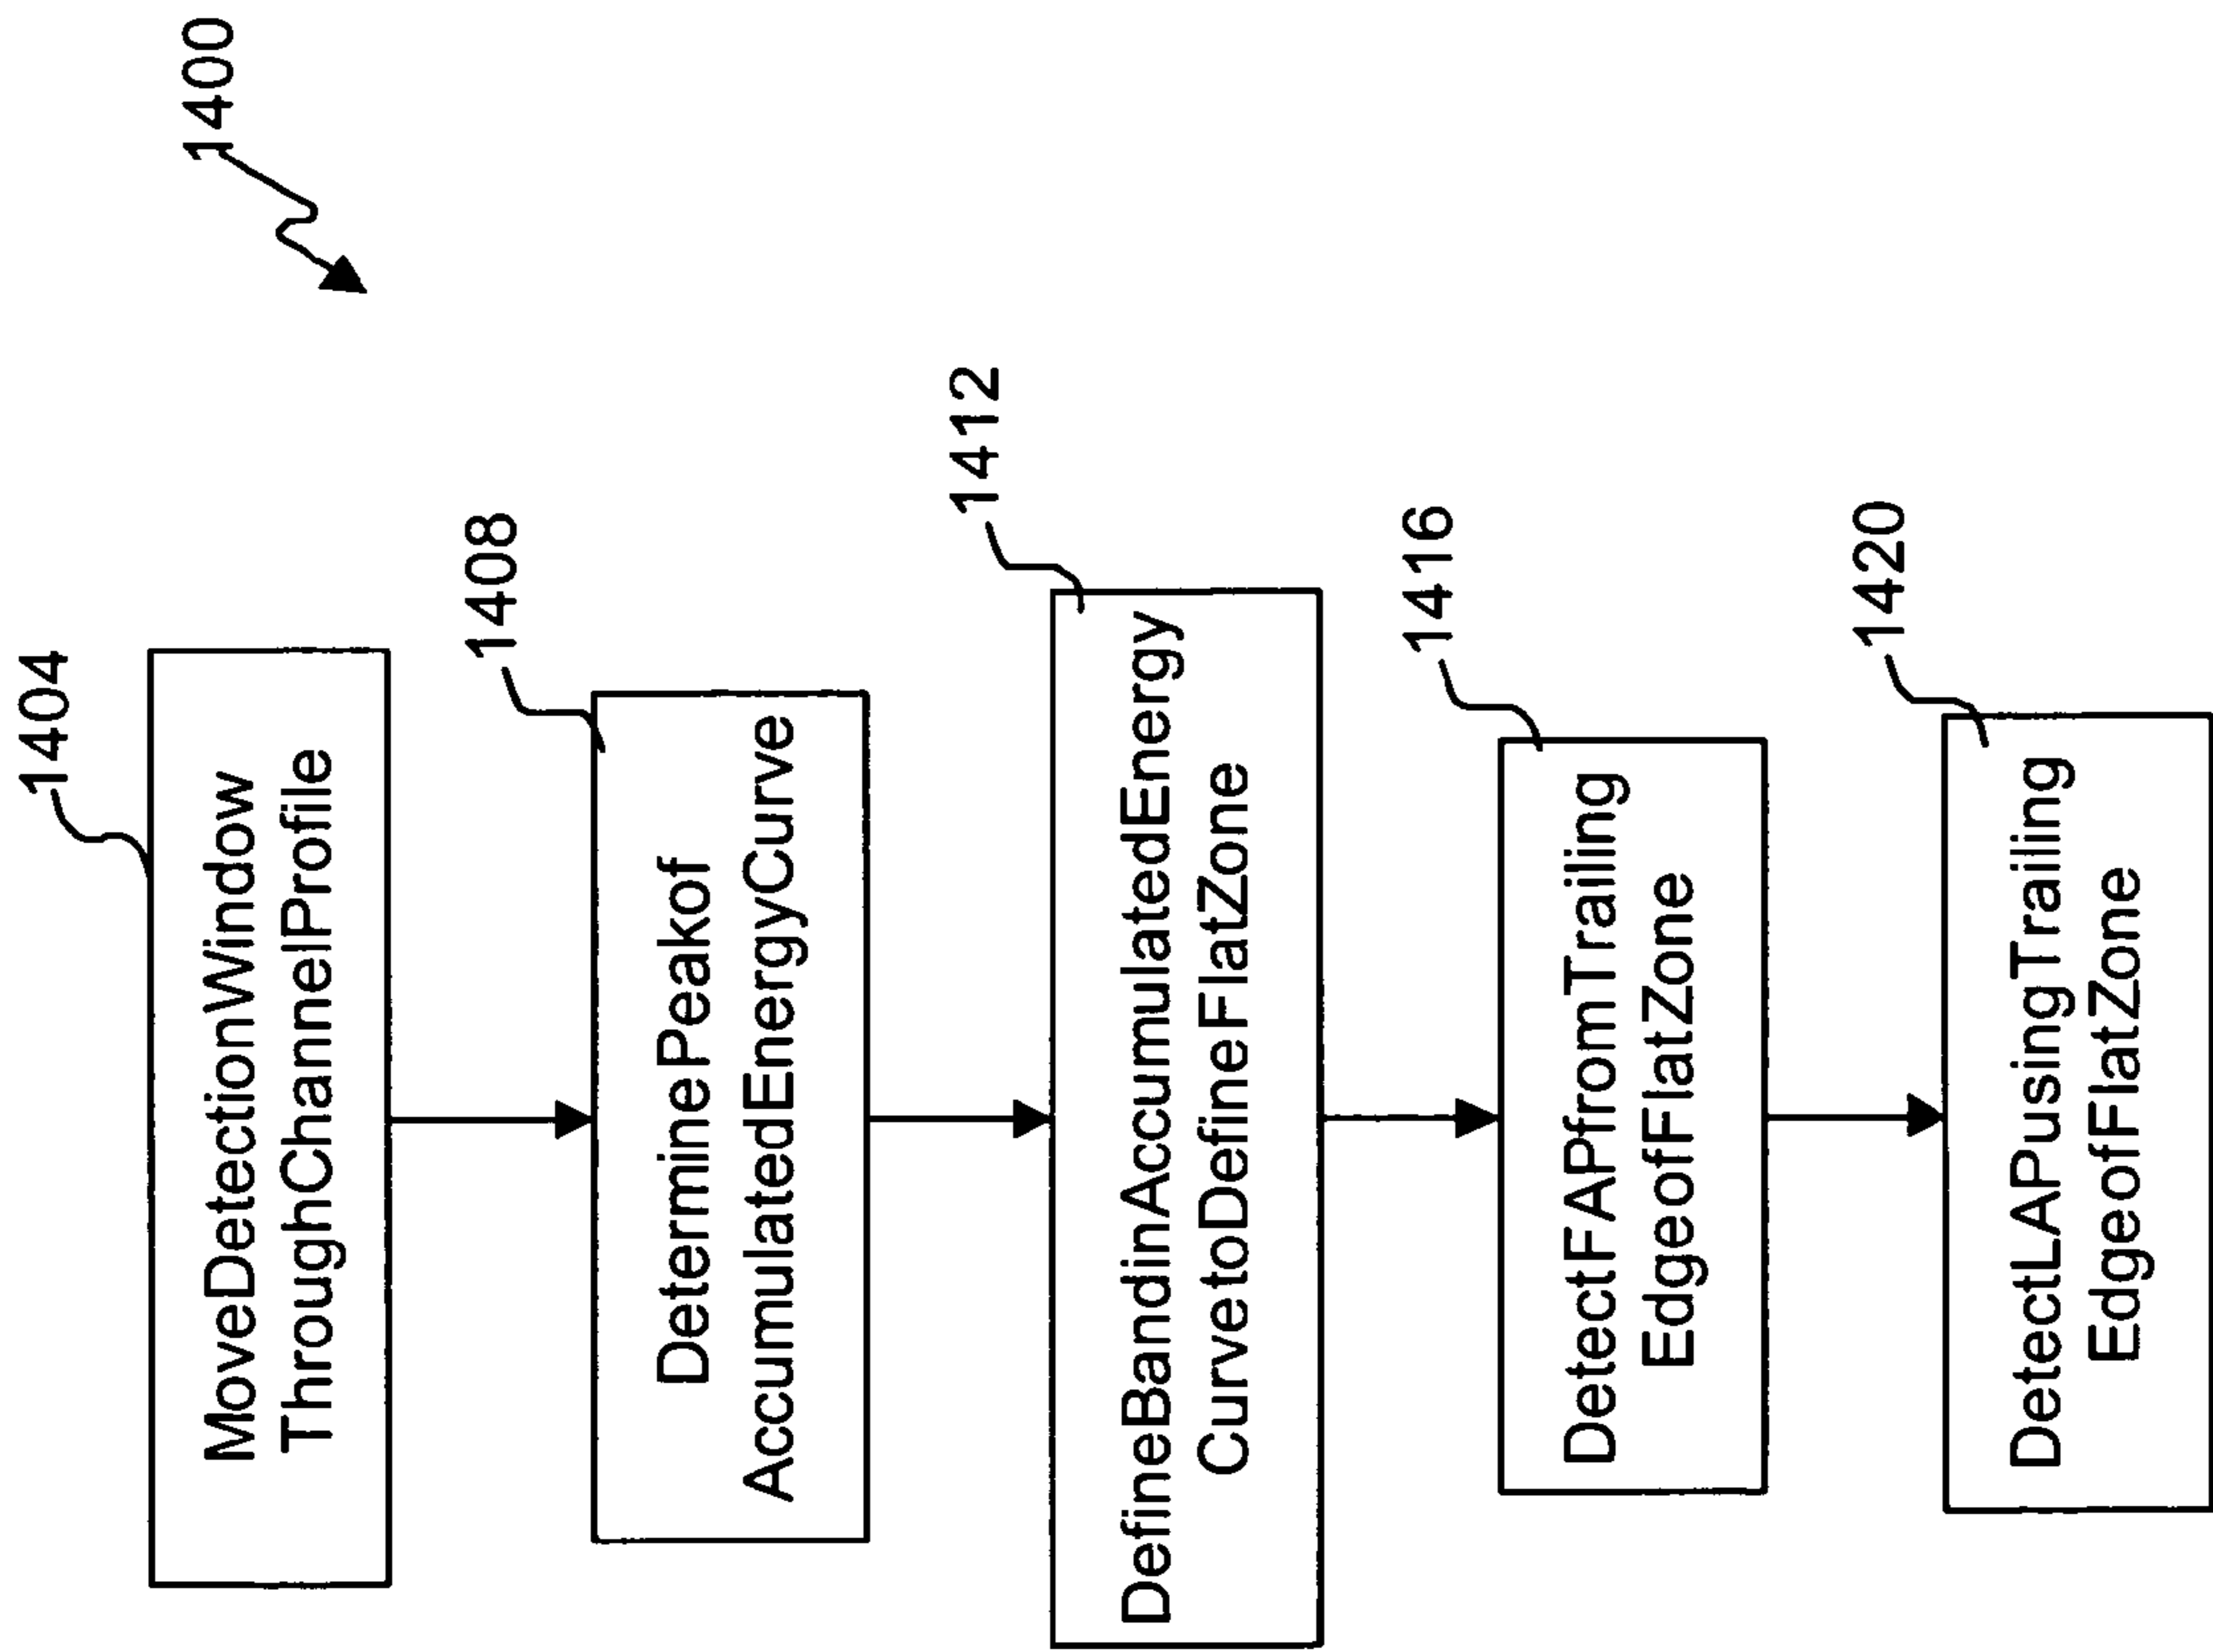 1400
1404
MoveDetectionWindow
ThroughChannelProfile
1408
DeterminePeakof
AccumulatedEnergyCurve
1412
DefineBandinAccumulatedEnergy
CurvetoDefineFlatZone
1416
DetectFAPfromTrailing
EdgeofFlatZone
1420
DetectLAPusingTrailing
EdgeofFlatZone